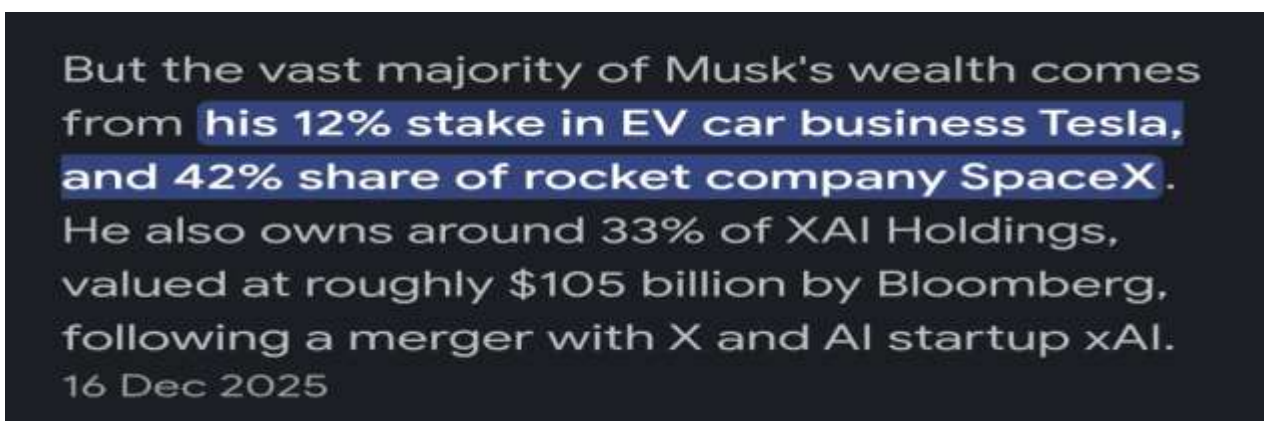 But the vast majority of Musk's wealth comes
from his 12% stake in EV car business Tesla,
and 42% share of rocket company SpaceX.
He also owns around 33% of XAI Holdings,
valued at roughly $105 billion by Bloomberg,
following a merger with X and AI startup xAI.
16 Dec 2025